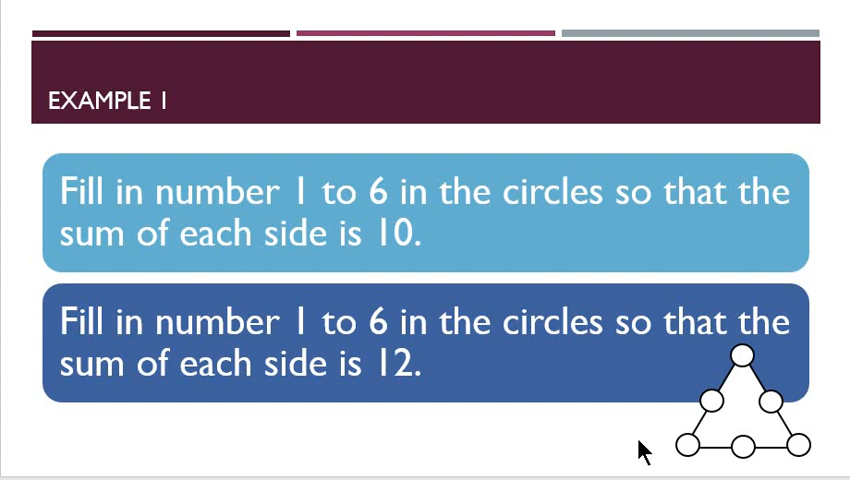 EXAMPLE 1
Fill in number 1 to 6 in the circles so that the
sum of each side is 10.
Fill in number 1 to 6 in the circles so that the
sum of each side is 12.